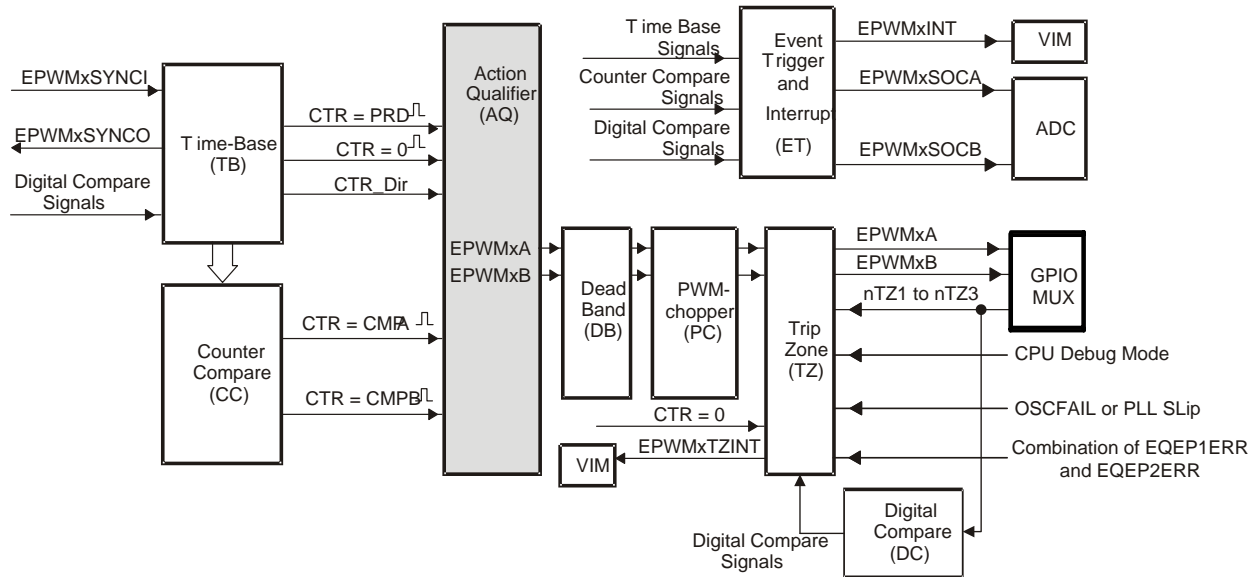 EPWMxSYNCI
EPWMxSYNCO
Digital Compare
Signals
Time-Base
(TB)
CTR = PRD
CTR = 0
CTR_Dir
Counter
Compare
(CC)
CTR = CMPA
CTR = CMPB
Action
Qualifier
(AQ)
EPWMxA
EPWMxB
Time Base
Signals
Counter Compare
Signals
Digital Compare
Signals
Event
Trigger
and
Interrupt
(ET)
EPWMxINT
EPWMxSOCA
EPWMxSOCB
VIM
ADC
Dead
Band
(DB)
PWM-
chopper
(PC)
Trip
Zone
(TZ)
EPWMxA
EPWMxB
nTZ1 to nTZ3
GPIO
MUX
CPU Debug Mode
OSCFAIL or PLL SLip
Combination of EQEP1ERR
and EQEP2ERR
CTR = 0
EPWMxTZINT
VIM
Digital Compare
Signals
Digital
Compare
(DC)